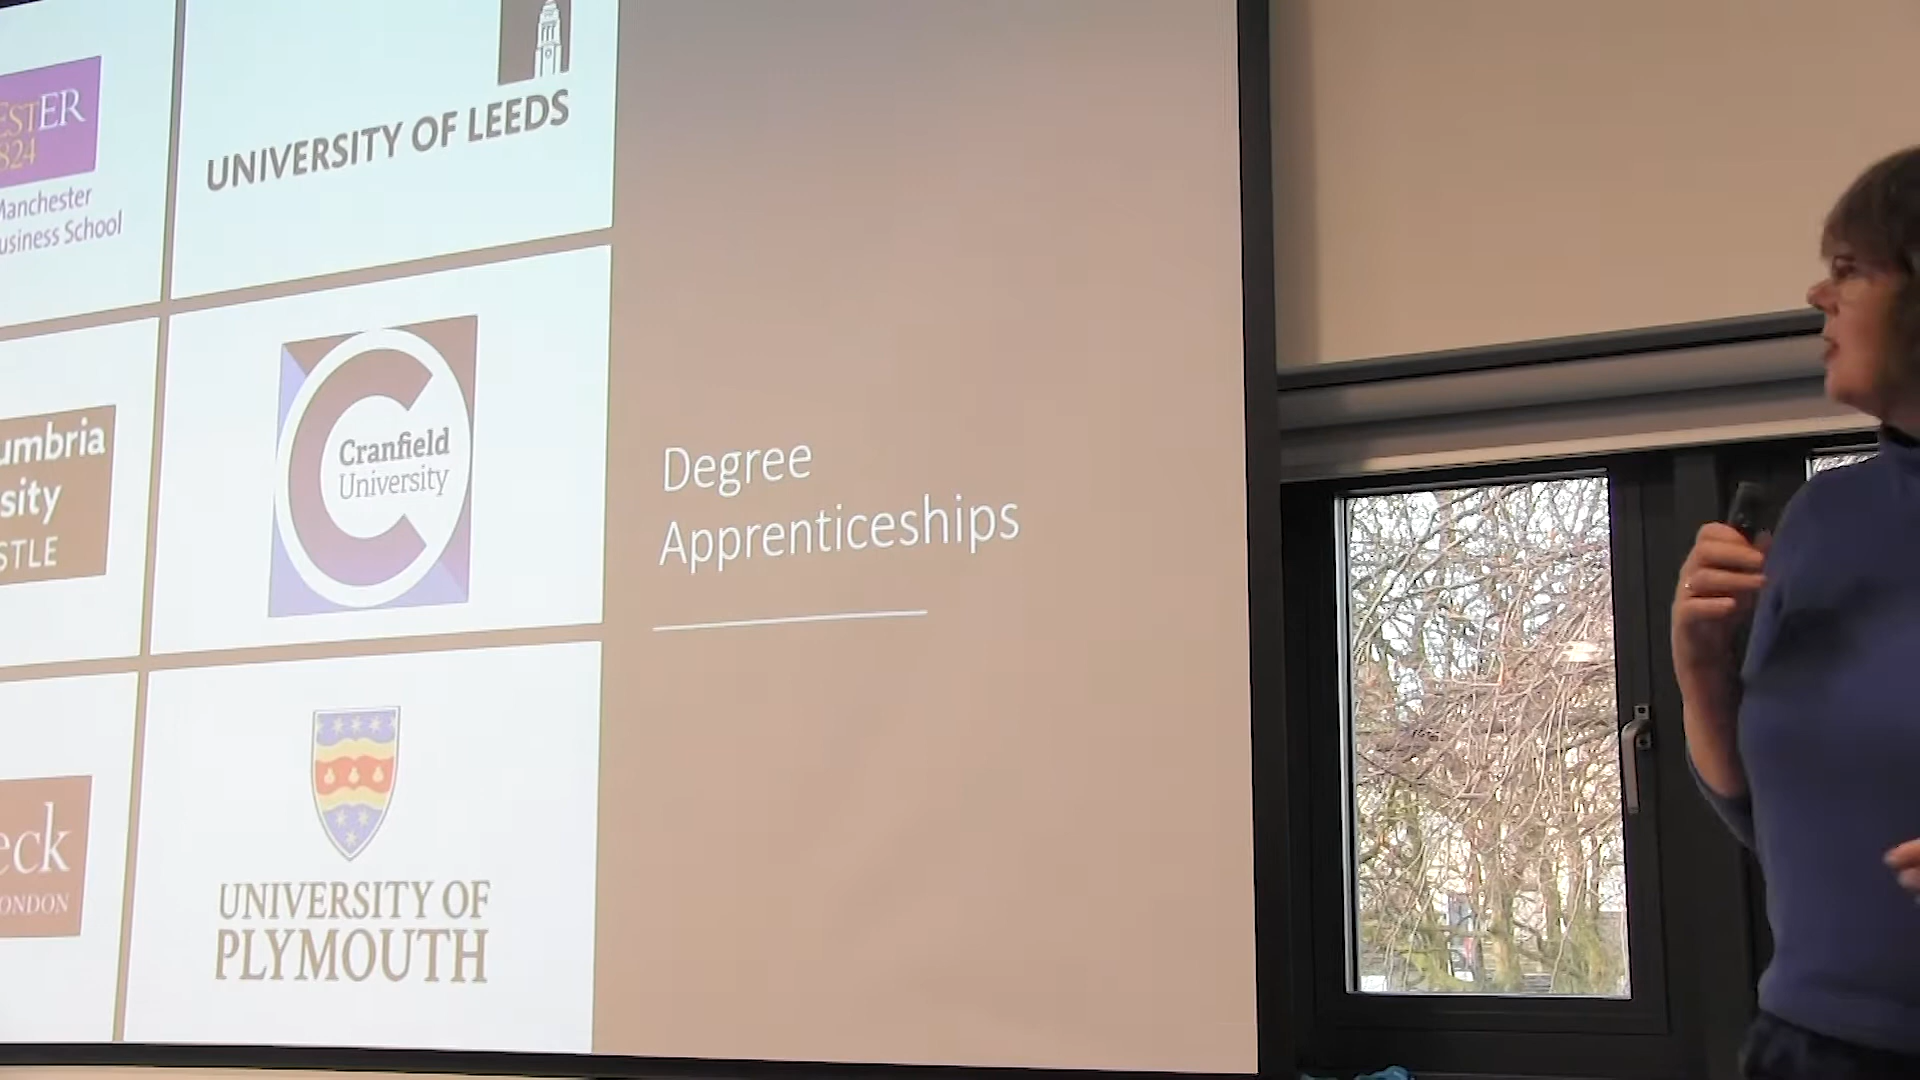 ESTER
824
Manchester
usiness School
UNIVERSITY OF LEEDS
umbria
sity
STLE
Cranfield
University
eck
ONDON
UNIVERSITY OF
PLYMOUTH
Degree
Apprenticeships